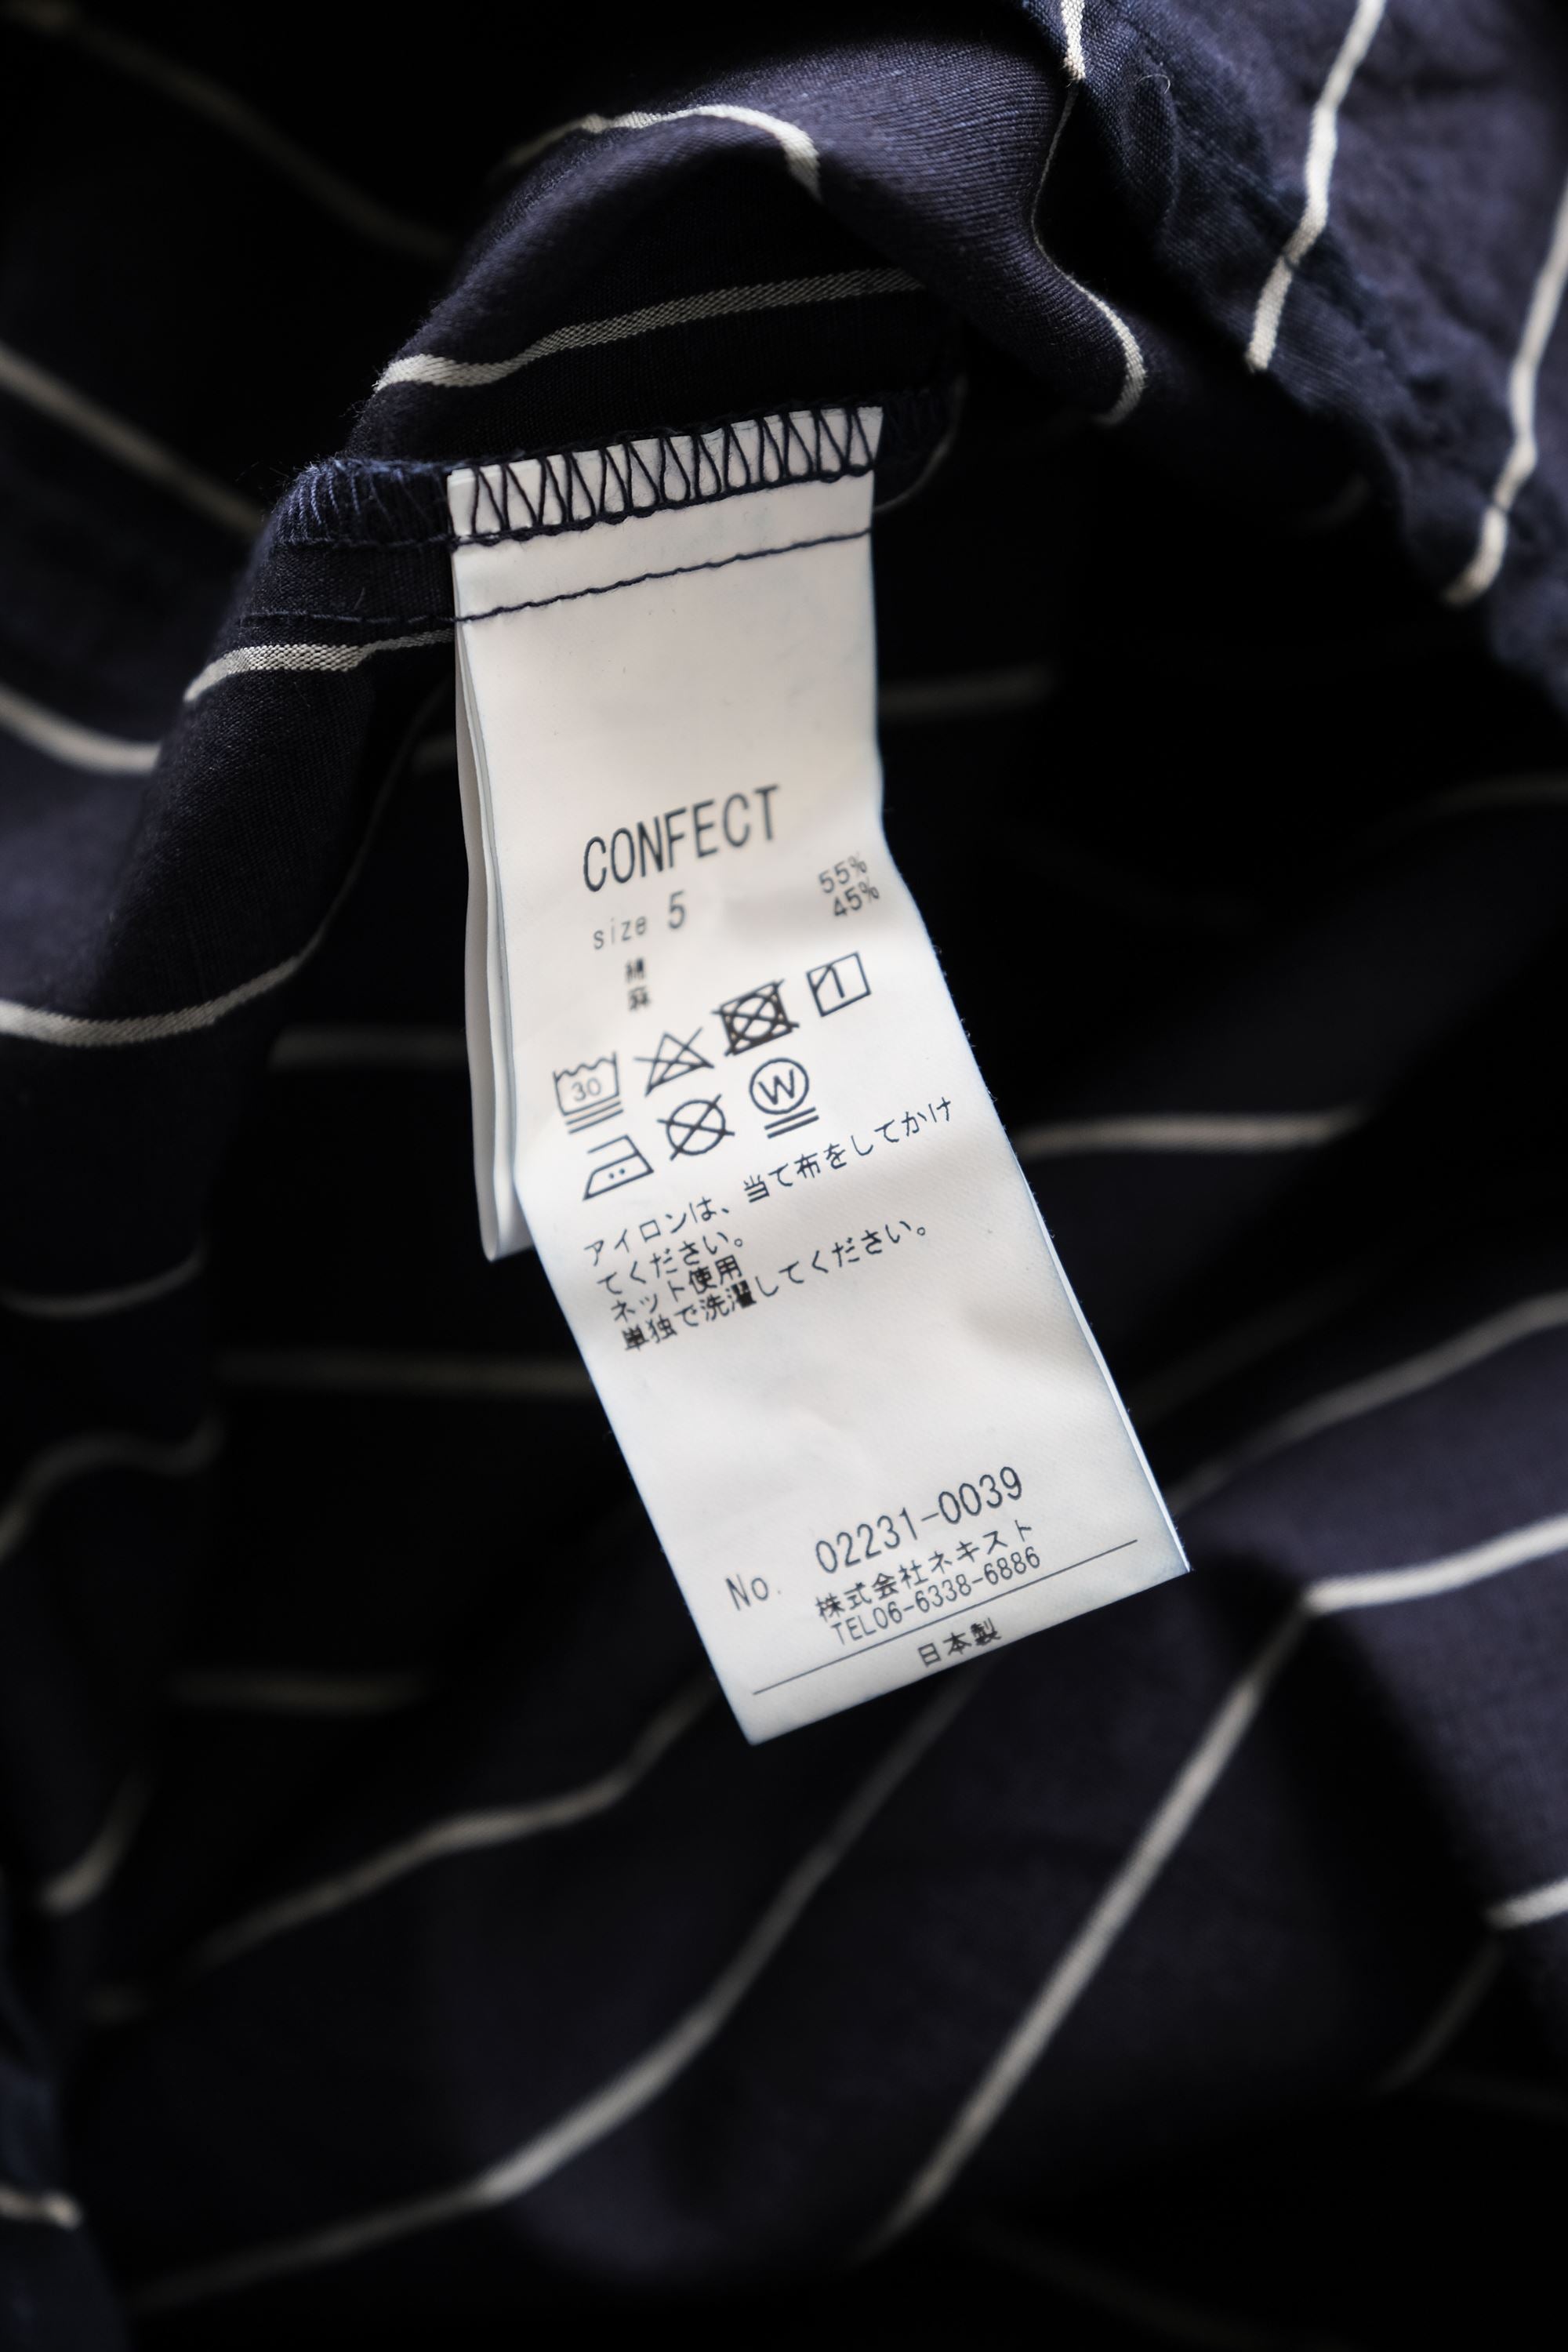 CONFECT
size 5
綿 55%
麻 45%
30
W
アイロンは、当て布をしてかけ
てください。
ネット使用
単独で洗濯してください。
No. 02231-0039
株式会社ネキスト
TEL06-6338-6886
日本製